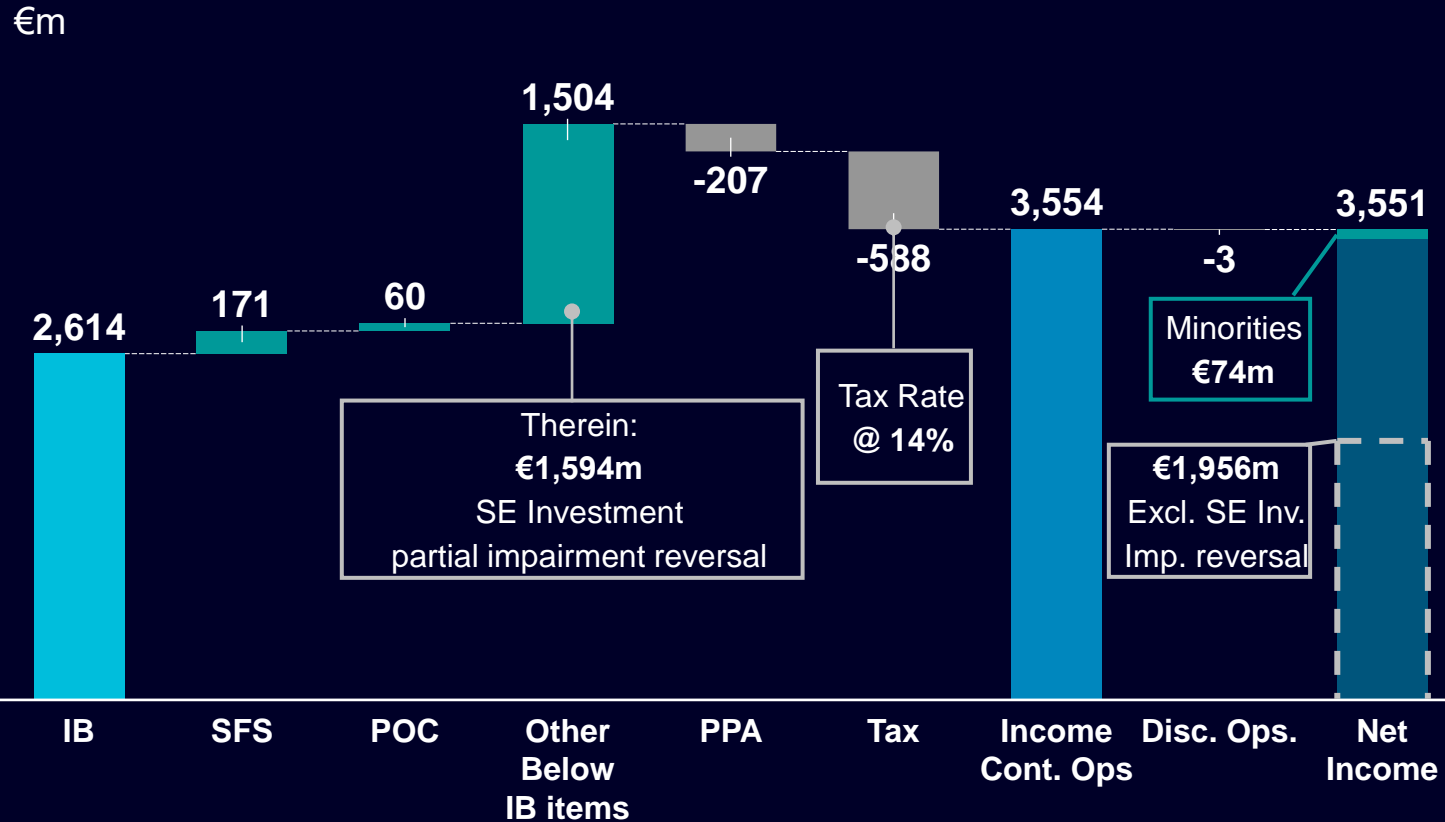 €m
2,614
171
60
1,504
-207
-588
3,554
-3
3,551
Therein:
€1,594m
SE Investment
partial impairment reversal
Tax Rate
@ 14%
Minorities
€74m
€1,956m
Excl. SE Inv.
Imp. reversal
IB
SFS
POC
Other
Below
IB items
PPA
Tax
Income
Cont. Ops
Disc. Ops.
Net
Income